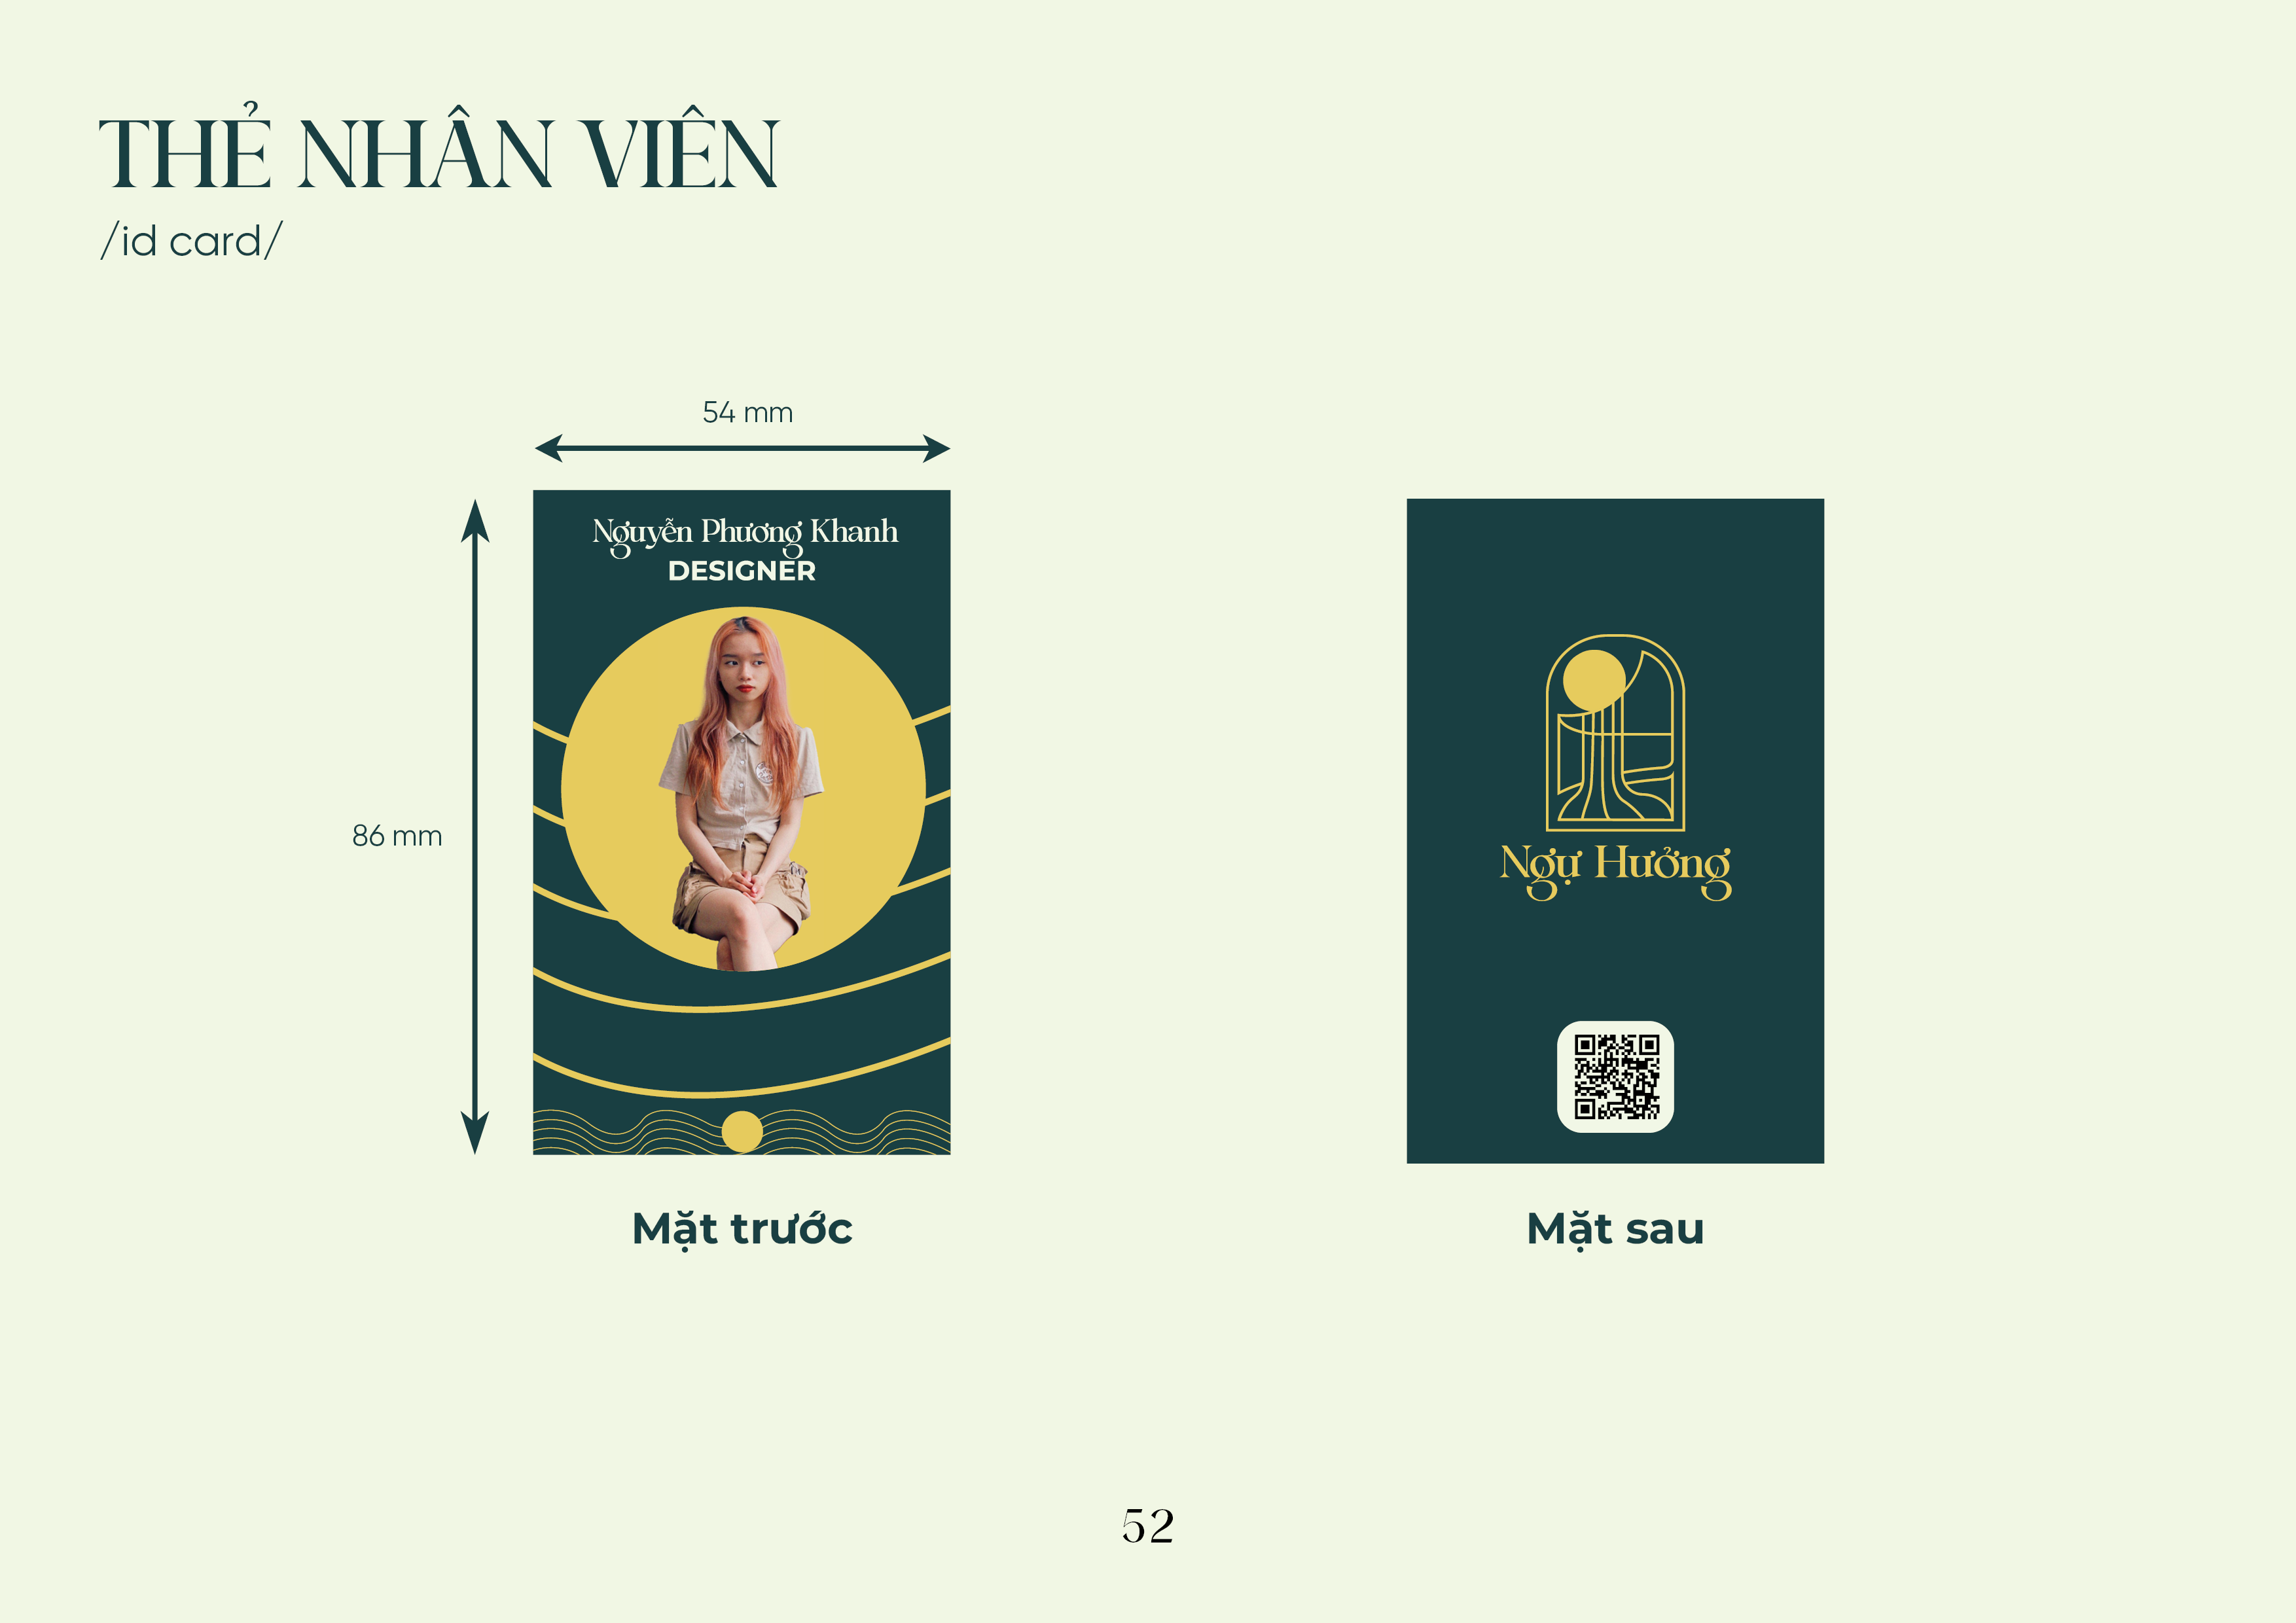 THẺ NHÂN VIÊN
/id card/
54 mm
86 mm
Nguyễn Phương Khanh
DESIGNER
Ngự Hưởng
Mặt trước
Mặt sau
52